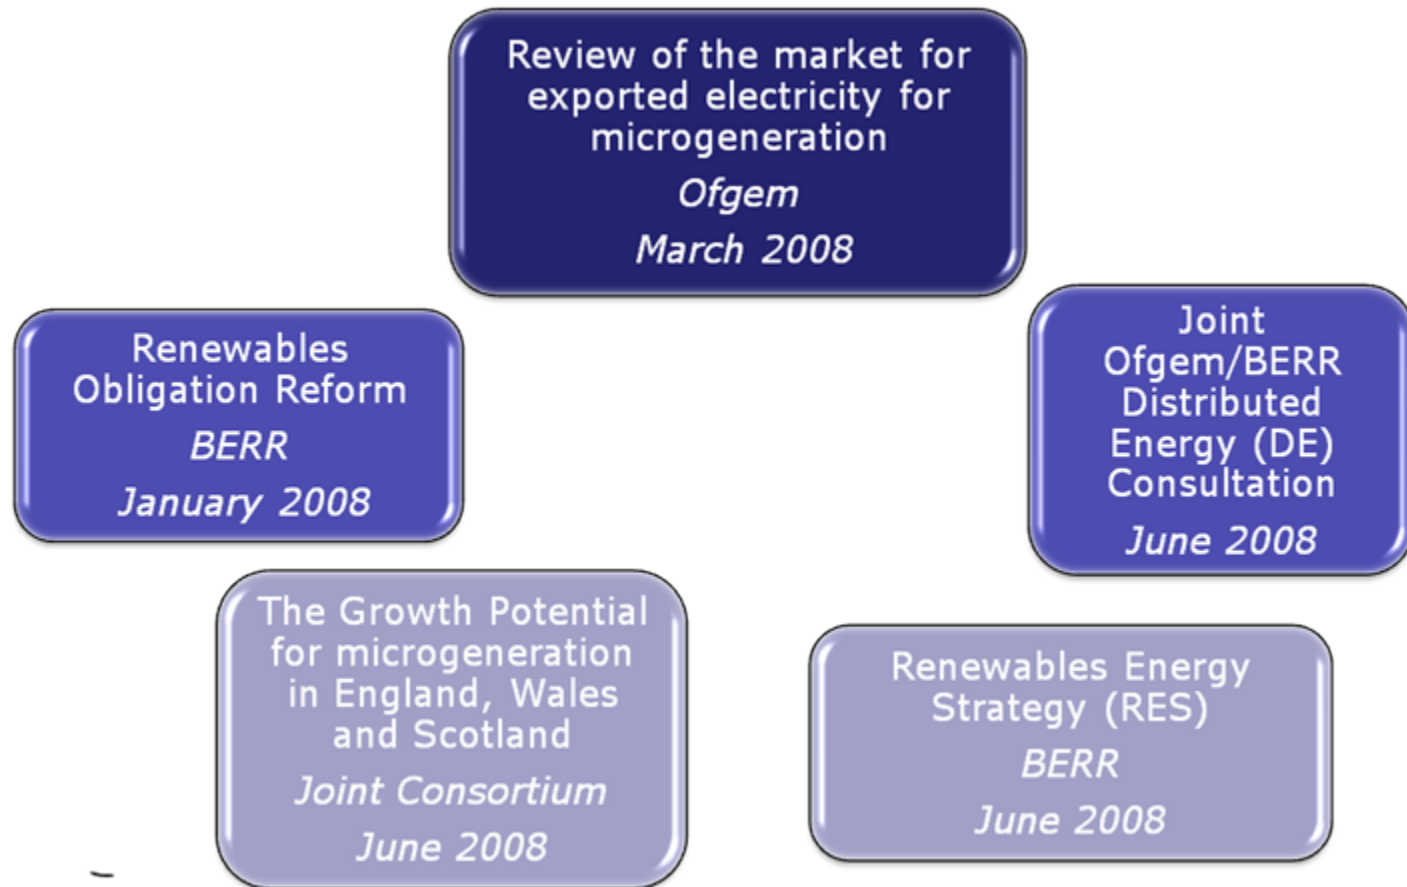 Review of the market for
exported electricity for
microgeneration
Ofgem
March 2008
Renewables
Obligation Reform
BERR
January 2008
Joint
Ofgem/BERR
Distributed
Energy (DE)
Consultation
June 2008
The Growth Potential
for microgeneration
in England, Wales
and Scotland
Joint Consortium
June 2008
Renewables Energy
Strategy (RES)
BERR
June 2008